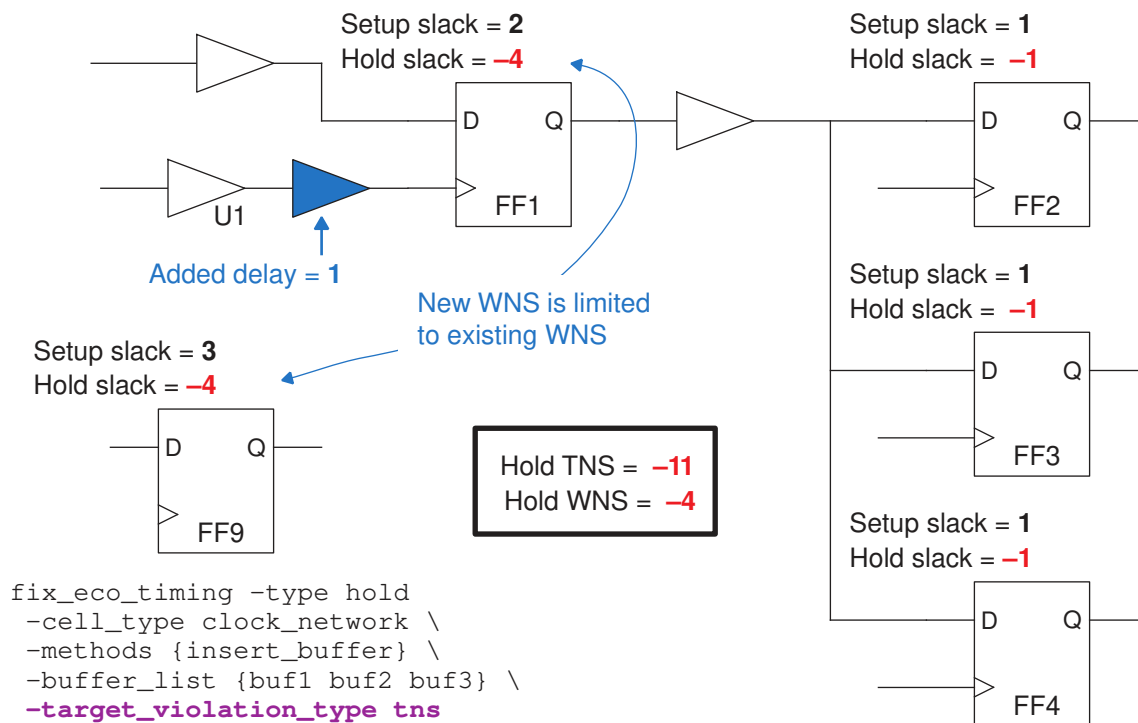 Setup slack = 2
Hold slack = –4
Setup slack = 1
Hold slack = –1
D Q
FF1
D Q
FF2
U1
Added delay = 1
New WNS is limited
to existing WNS
Setup slack = 1
Hold slack = –1
D Q
FF3
Setup slack = 3
Hold slack = –4
D Q
FF9
Hold TNS = –11
Hold WNS = –4
Setup slack = 1
Hold slack = –1
D Q
FF4
fix_eco_timing –type hold
–cell_type clock_network \
–methods {insert_buffer} \
–buffer_list {buf1 buf2 buf3} \
–target_violation_type tns